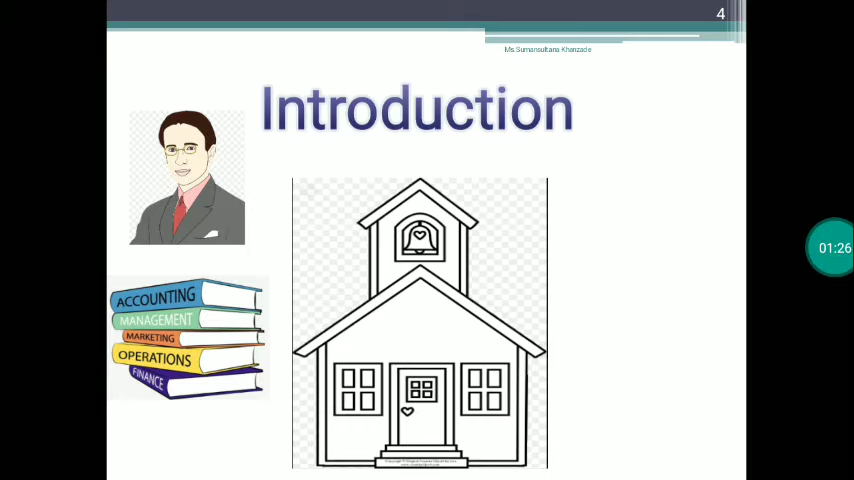 4
Ms.Sumansultana Khanzade
Introduction
ACCOUNTING
MANAGEMENT
MARKETING
OPERATIONS
FINANCE
01:26